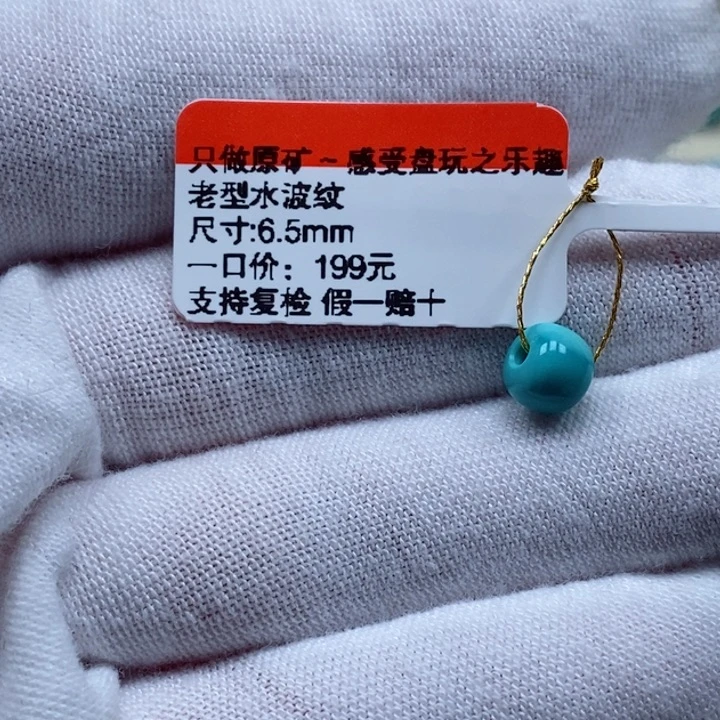 只做原矿~感受盘玩之乐趣
老型水波纹
尺寸:6.5mm
一口价：199元
支持复检 假一赔十